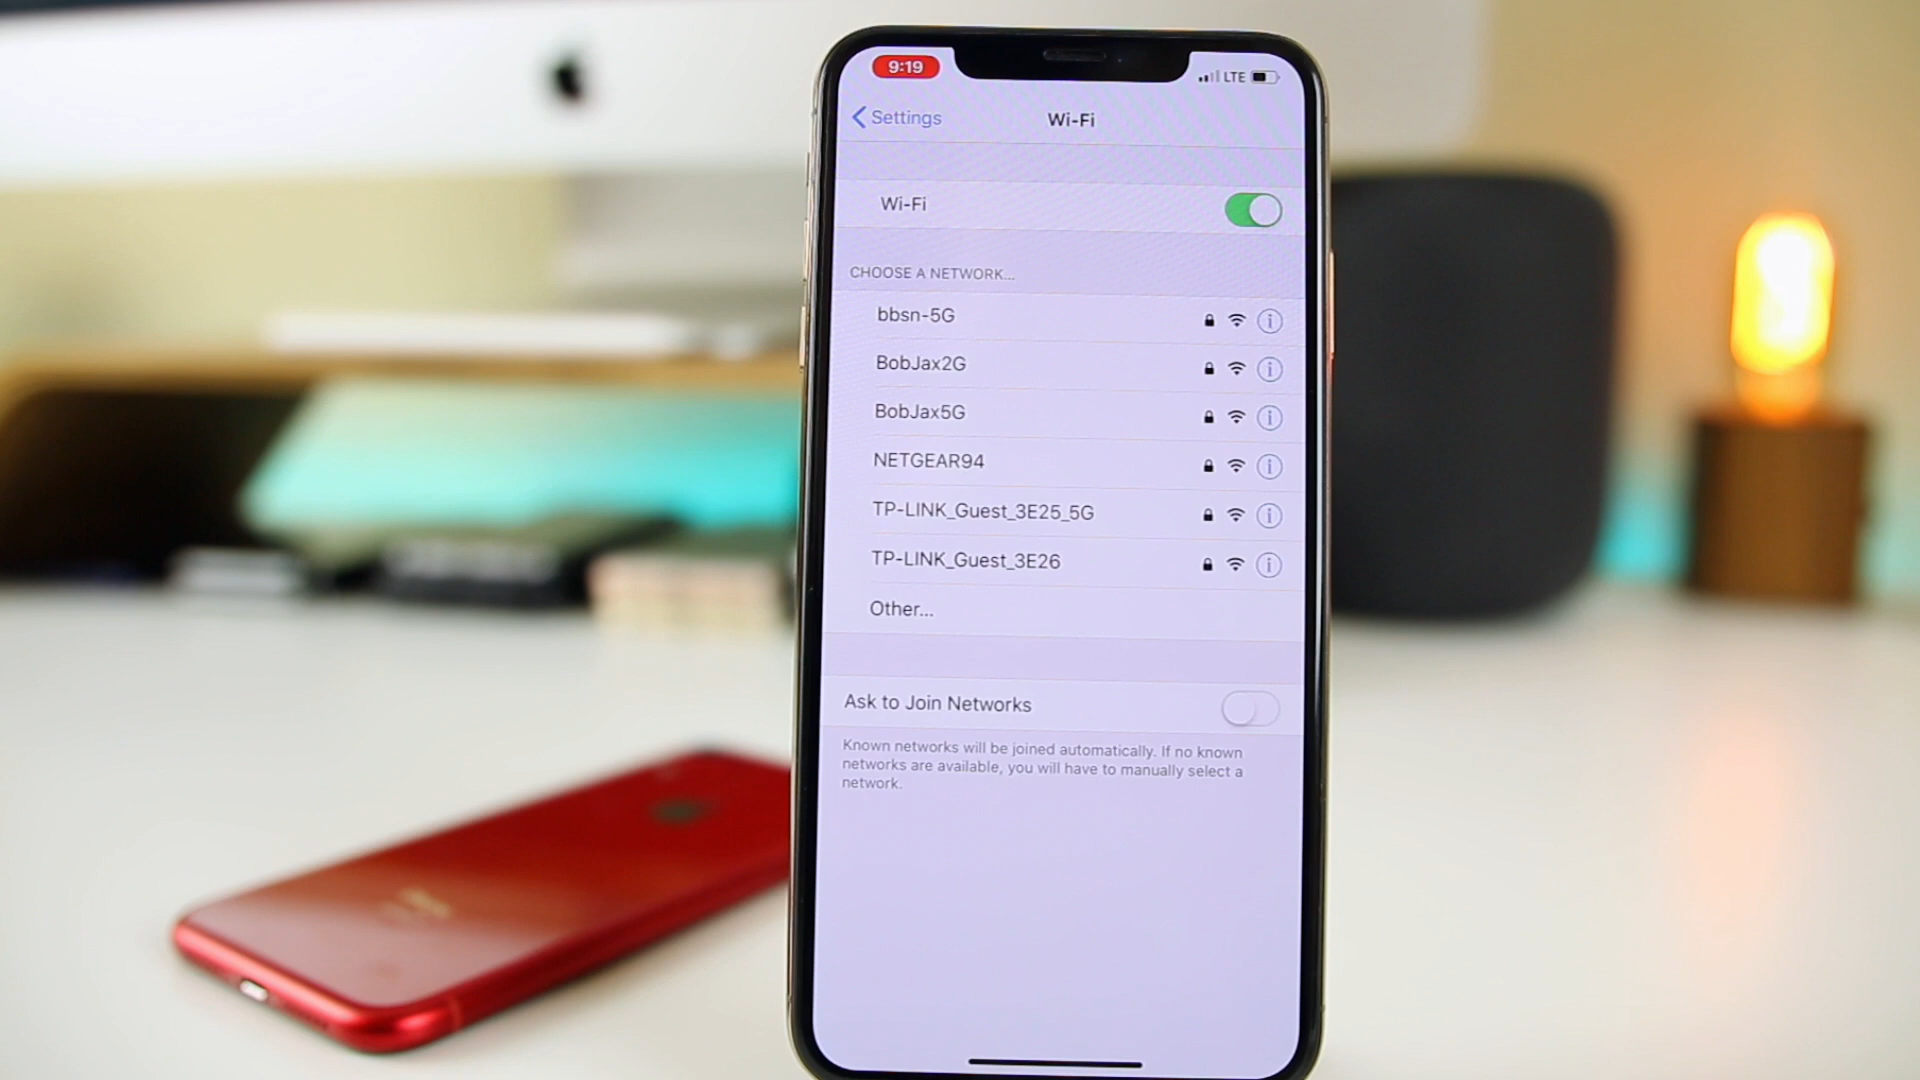 9:19
LTE
Settings
Wi-Fi
Wi-Fi
CHOOSE A NETWORK...
bbsn-5G
BobJax2G
BobJax5G
NETGEAR94
TP-LINK_Guest_3E25_5G
TP-LINK_Guest_3E26
Other...
Ask to Join Networks
Known networks will be joined automatically. If no known
networks are available, you will have to manually select a
network.